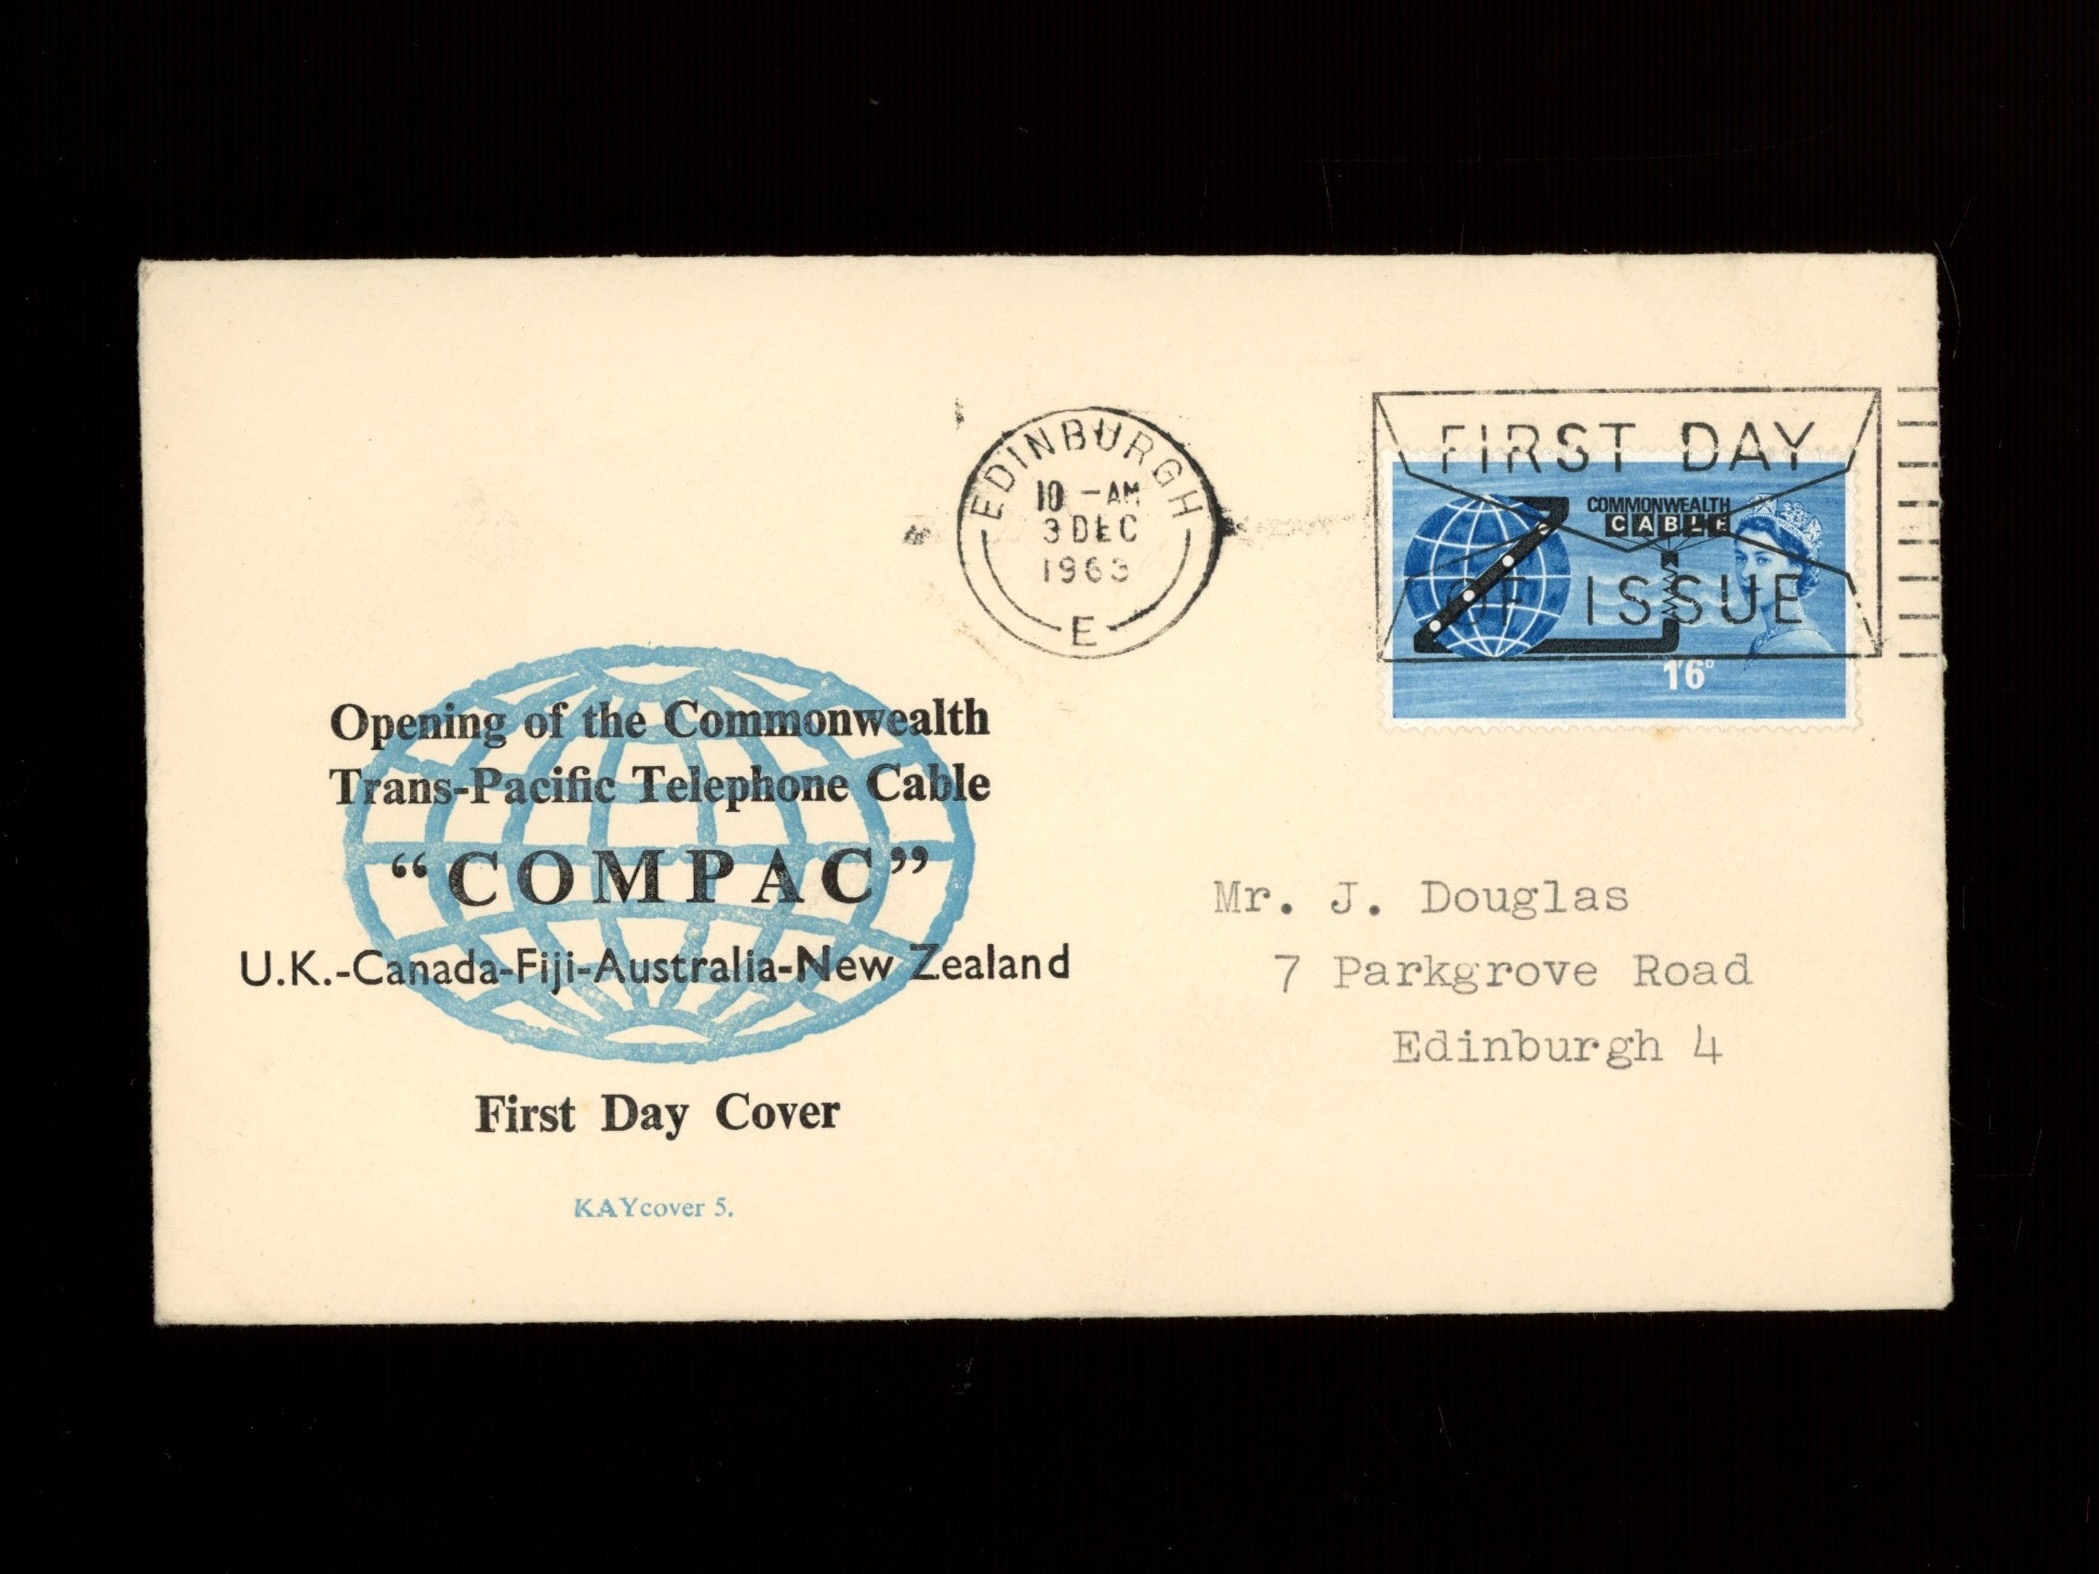 EDINBURGH
10 - AM
3 DEC
1963
E
FIRST DAY
OF ISSUE
COMMONWEALTH
CABLE
1'6D
Opening of the Commonwealth
Trans-Pacific Telephone Cable
"COMPAC"
U.K.-Canada-Fiji-Australia-New Zealand
First Day Cover
KAYcover 5.
Mr. J. Douglas
7 Parkgrove Road
Edinburgh 4